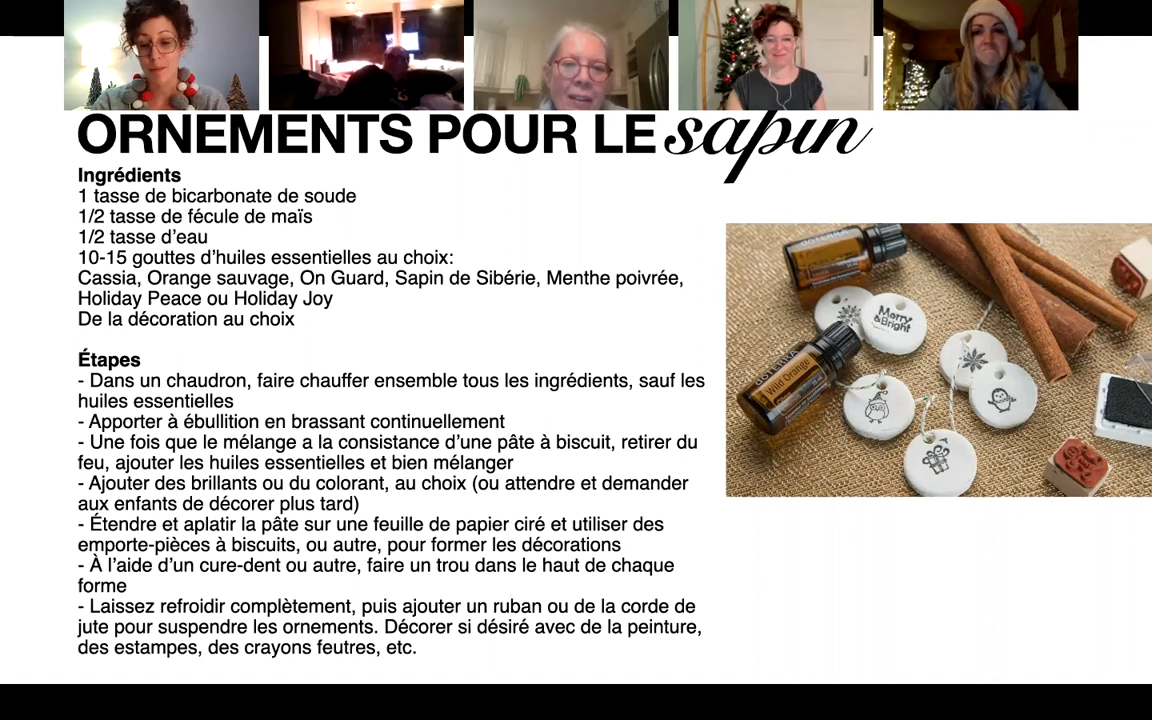 ORNEMENTS POUR LE sapin
Ingrédients
1 tasse de bicarbonate de soude
1/2 tasse de fécule de maïs
1/2 tasse d'eau
10-15 gouttes d'huiles essentielles au choix:
Cassia, Orange sauvage, On Guard, Sapin de Sibérie, Menthe poivrée,
Holiday Peace ou Holiday Joy
De la décoration au choix
Étapes
- Dans un chaudron, faire chauffer ensemble tous les ingrédients, sauf les
huiles essentielles
- Apporter à ébullition en brassant continuellement
- Une fois que le mélange a la consistance d'une pâte à biscuit, retirer du
feu, ajouter les huiles essentielles et bien mélanger
- Ajouter des brillants ou du colorant, au choix (ou attendre et demander
aux enfants de décorer plus tard)
- Étendre et aplatir la pâte sur une feuille de papier ciré et utiliser des
emporte-pièces à biscuits, ou autre, pour former les décorations
- À l'aide d'un cure-dent ou autre, faire un trou dans le haut de chaque
forme
- Laissez refroidir complètement, puis ajouter un ruban ou de la corde de
jute pour suspendre les ornements. Décorer si désiré avec de la peinture,
des estampes, des crayons feutres, etc.
Merry
&Bright
doTERRA
Wild Orange